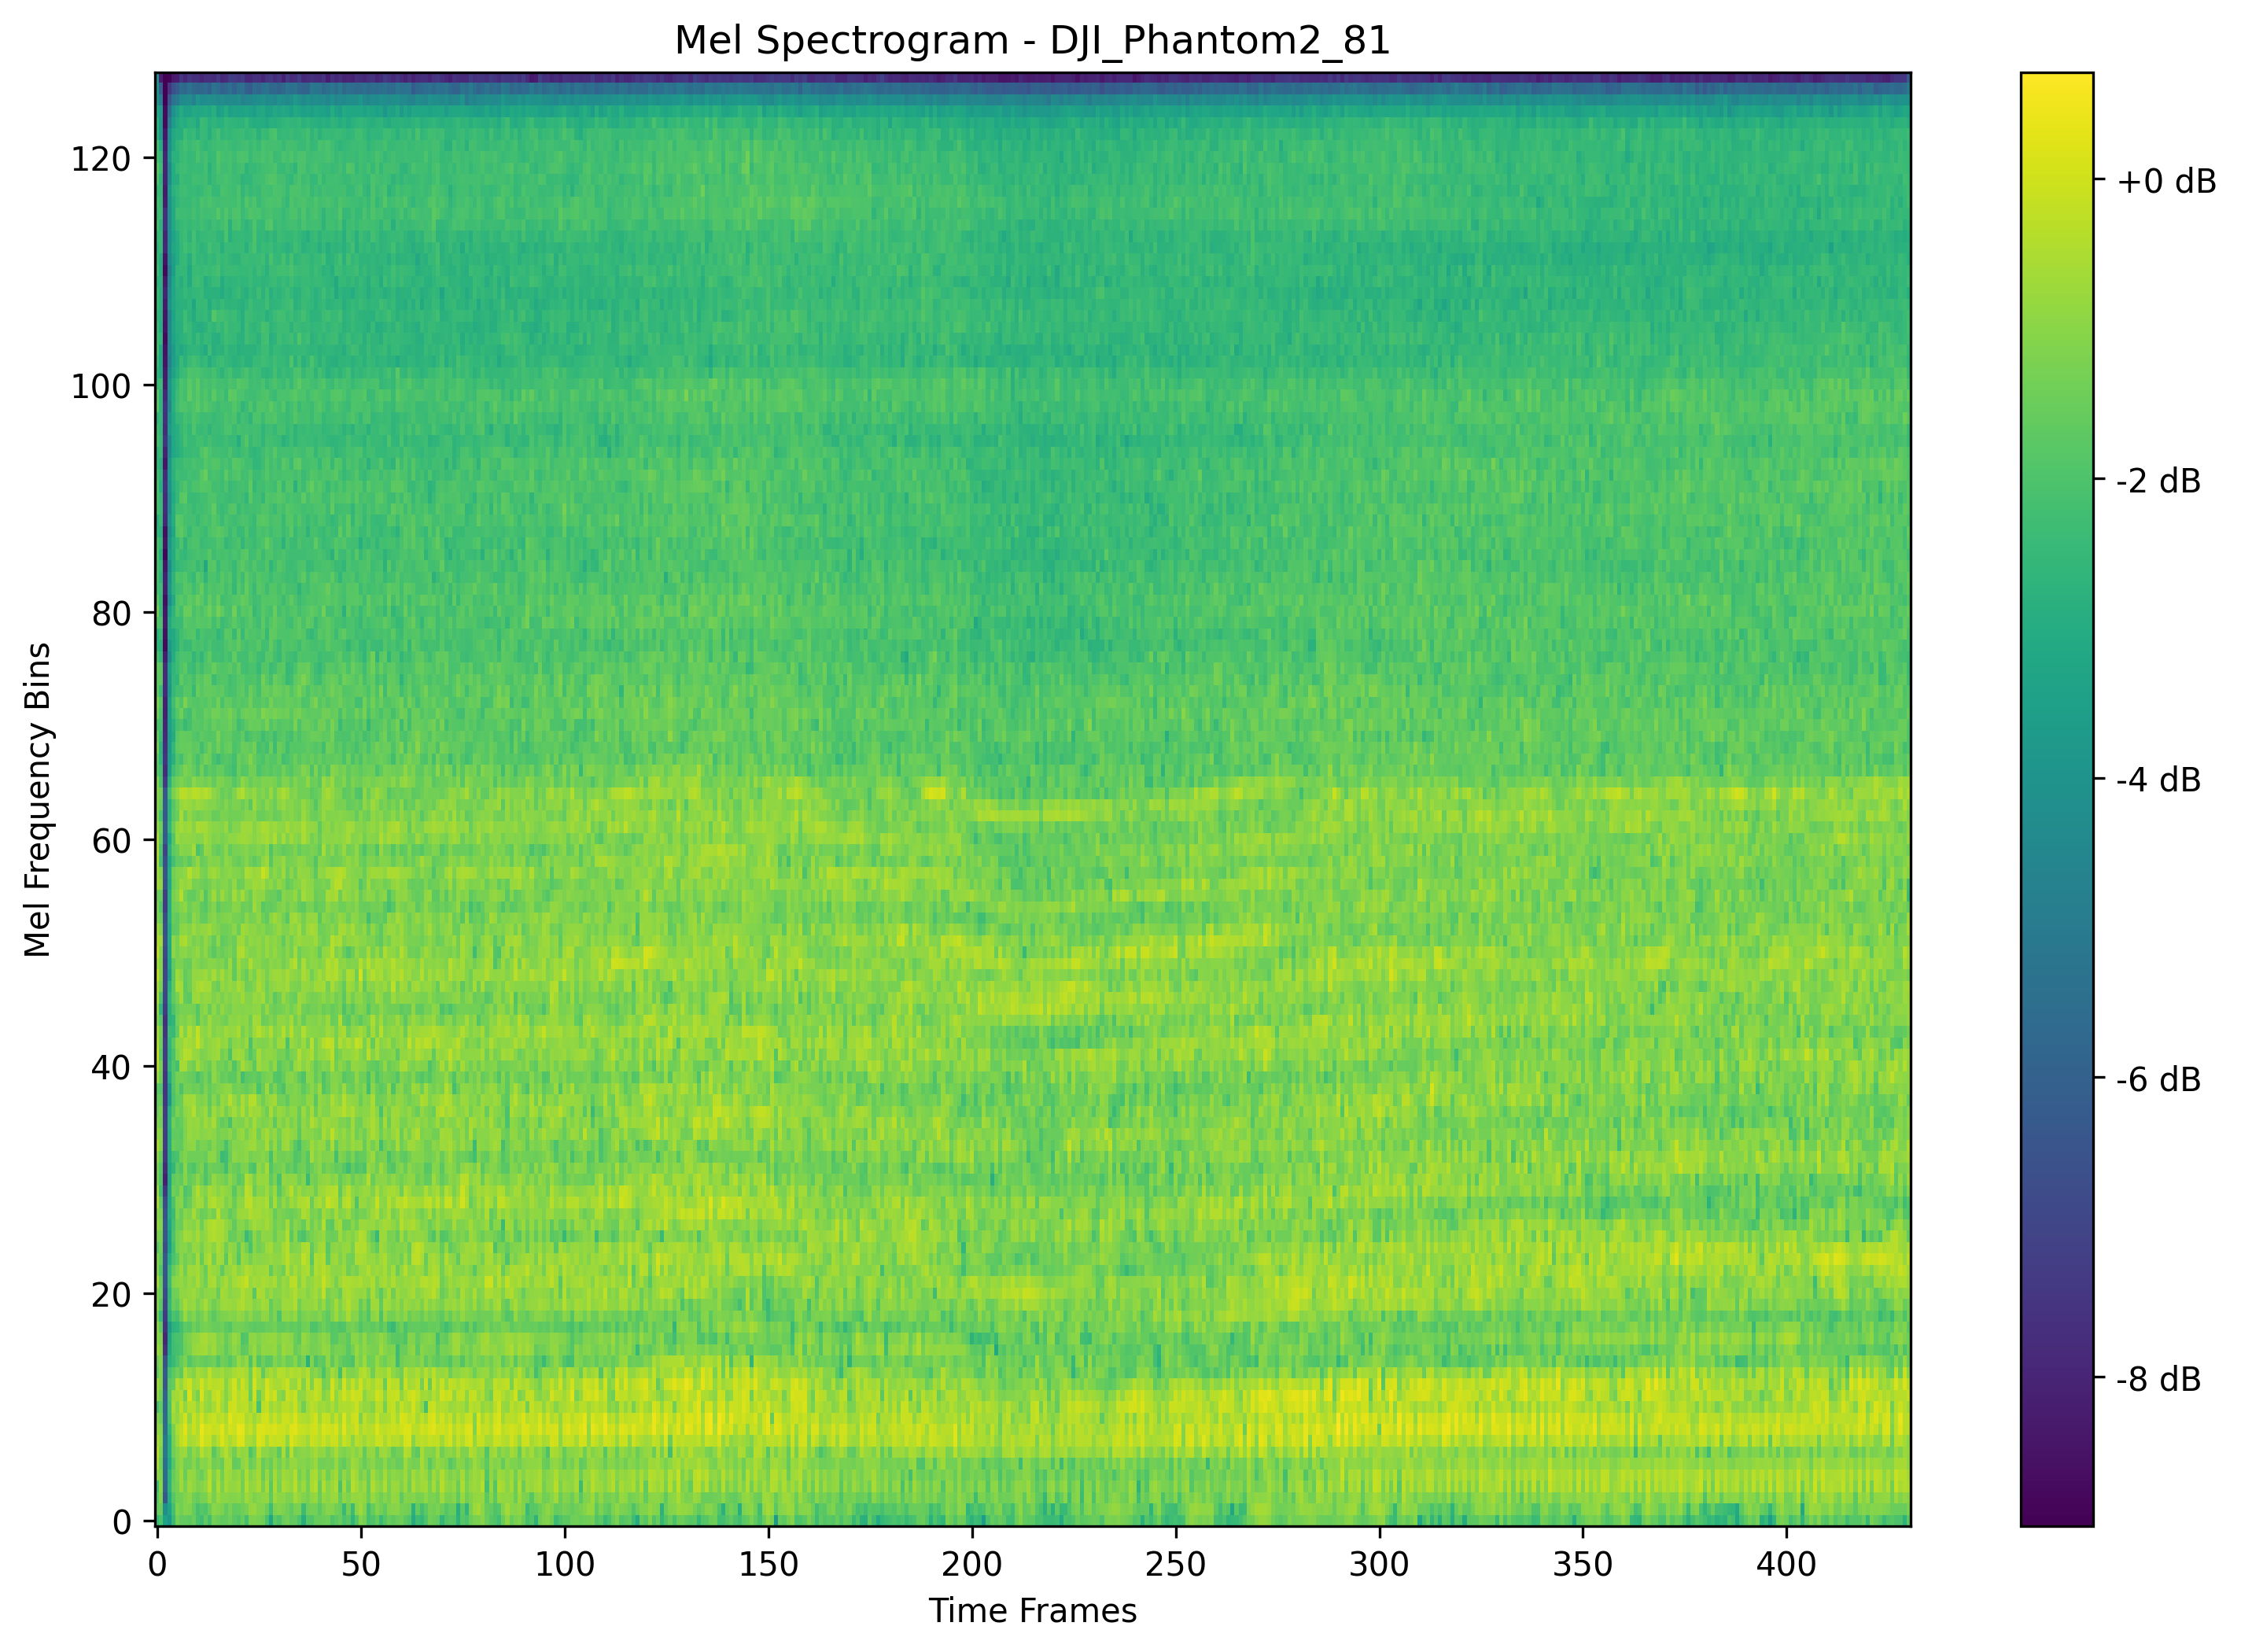 Mel Spectrogram - DJI_Phantom2_81
120
100
80
60
40
20
0
Mel Frequency Bins
0 50 100 150 200 250 300 350 400
Time Frames
+0 dB
-2 dB
-4 dB
-6 dB
-8 dB